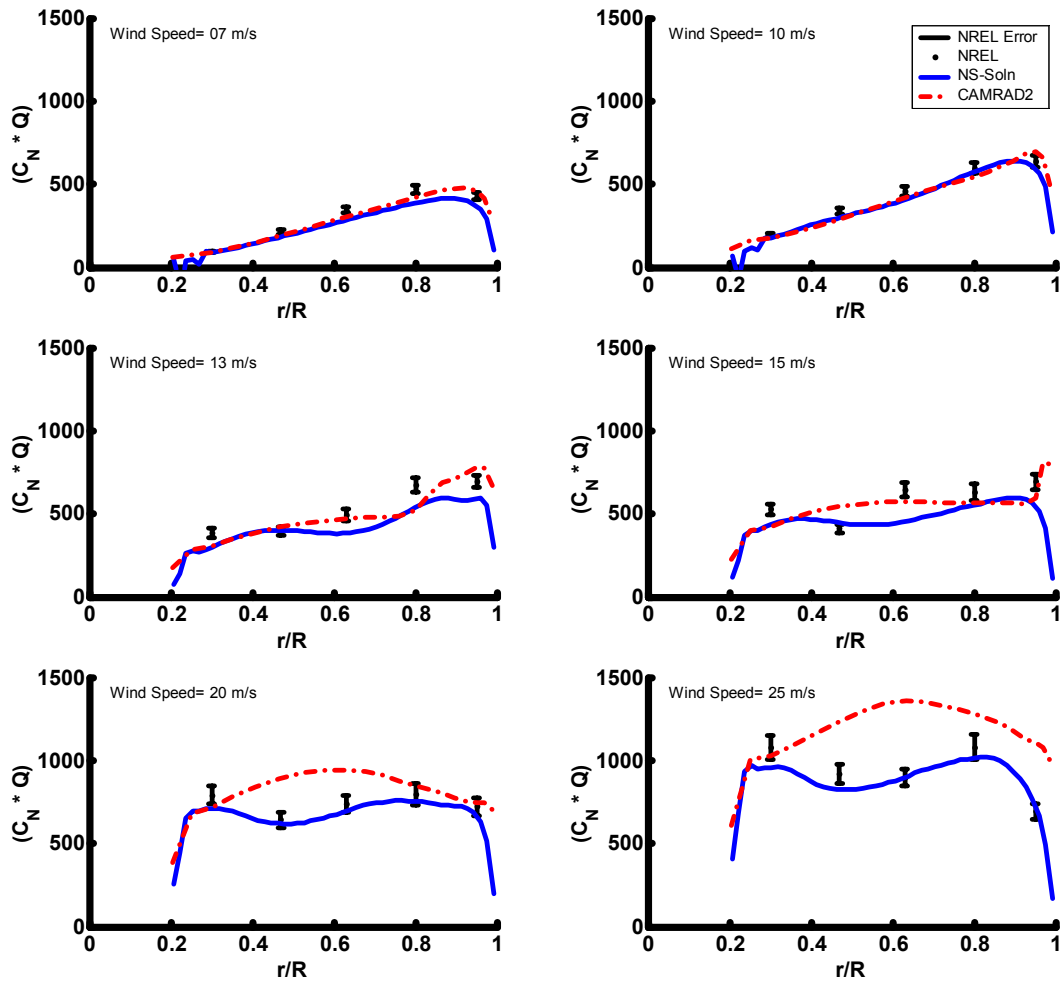 1500
Wind Speed= 07 m/s
1000
(C_N * Q)
500
0
0 0.2 0.4 0.6 0.8 1
r/R
1500
Wind Speed= 10 m/s
NREL Error
NREL
NS-Soln
CAMRAD2
1000
(C_N * Q)
500
0
0 0.2 0.4 0.6 0.8 1
r/R
1500
Wind Speed= 13 m/s
1000
(C_N * Q)
500
0
0 0.2 0.4 0.6 0.8 1
r/R
1500
Wind Speed= 15 m/s
1000
(C_N * Q)
500
0
0 0.2 0.4 0.6 0.8 1
r/R
1500
Wind Speed= 20 m/s
1000
(C_N * Q)
500
0
0 0.2 0.4 0.6 0.8 1
r/R
1500
Wind Speed= 25 m/s
1000
(C_N * Q)
500
0
0 0.2 0.4 0.6 0.8 1
r/R